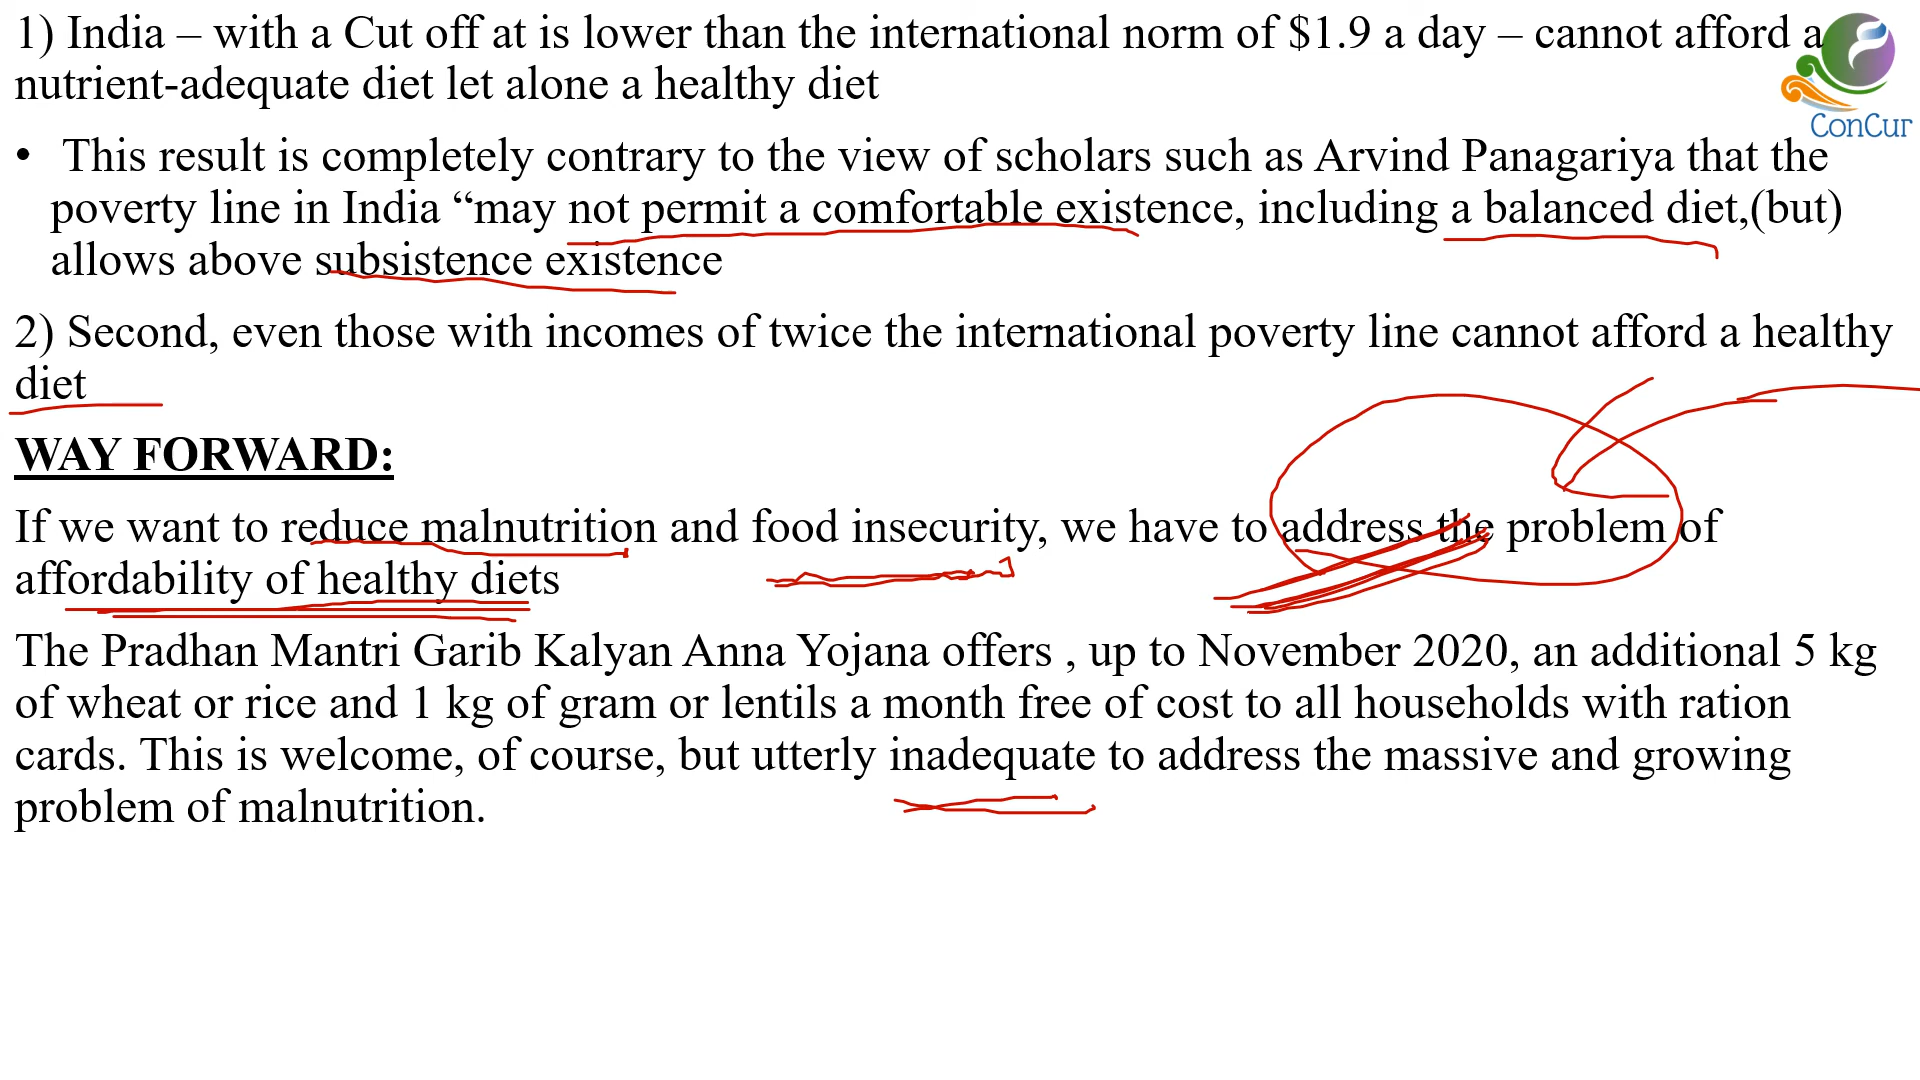 1) India – with a Cut off at is lower than the international norm of $1.9 a day – cannot afford a
nutrient-adequate diet let alone a healthy diet
ConCur
• This result is completely contrary to the view of scholars such as Arvind Panagariya that the
poverty line in India “may not permit a comfortable existence, including a balanced diet,(but)
allows above subsistence existence
2) Second, even those with incomes of twice the international poverty line cannot afford a healthy
diet
WAY FORWARD:
If we want to reduce malnutrition and food insecurity, we have to address the problem of
affordability of healthy diets
The Pradhan Mantri Garib Kalyan Anna Yojana offers , up to November 2020, an additional 5 kg
of wheat or rice and 1 kg of gram or lentils a month free of cost to all households with ration
cards. This is welcome, of course, but utterly inadequate to address the massive and growing
problem of malnutrition.